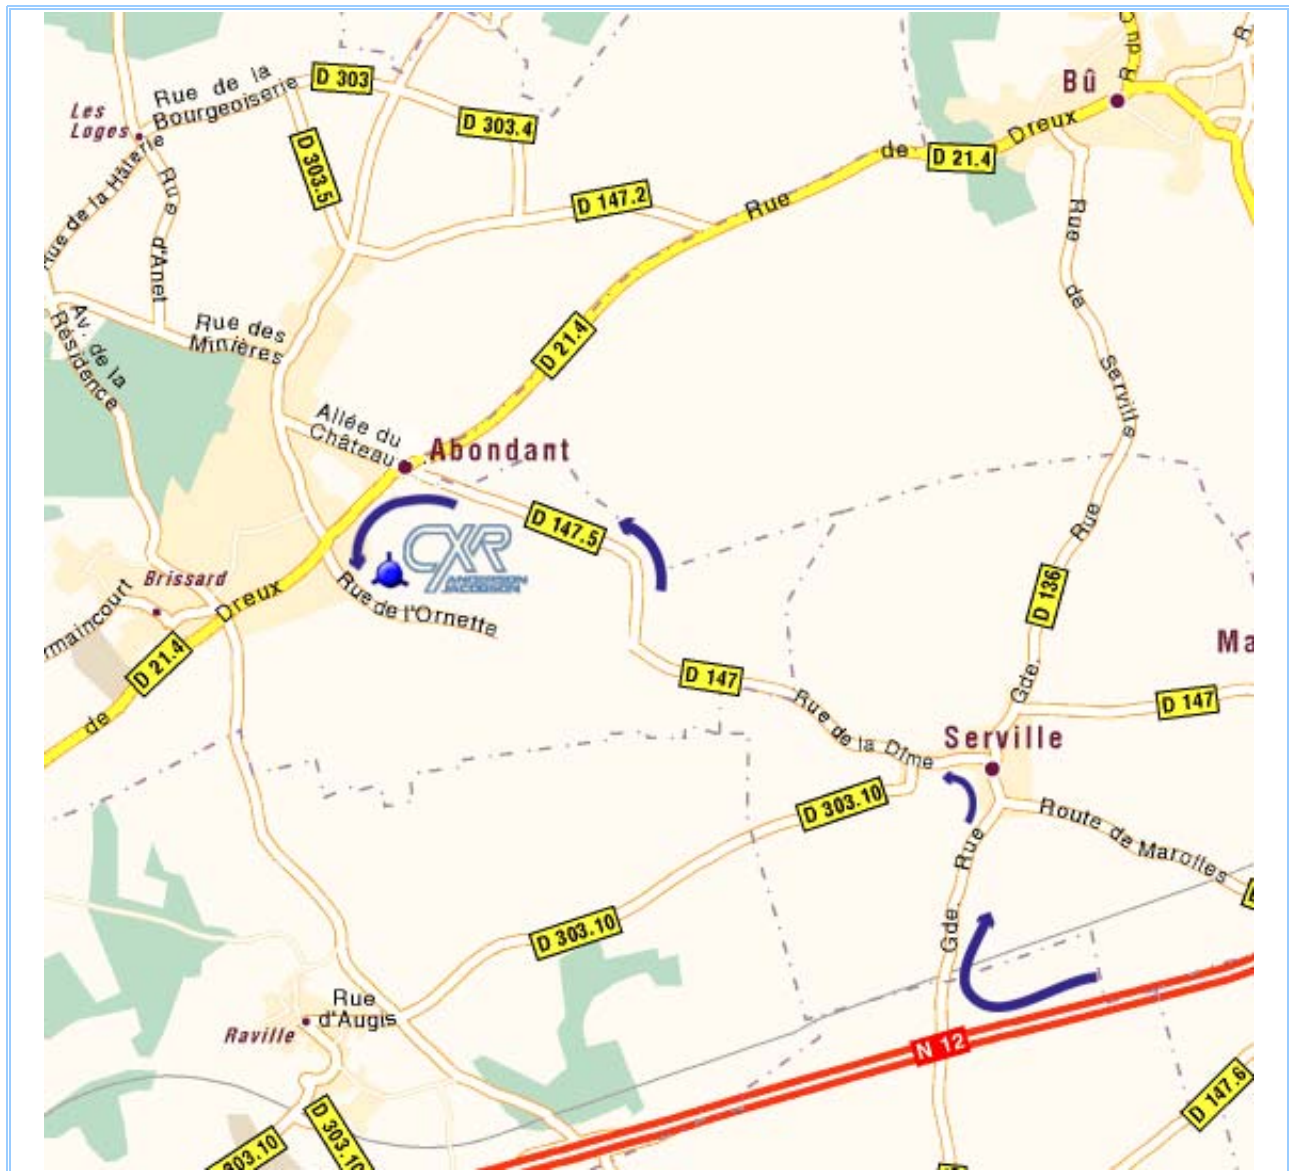 R. du
Bû
D 303
Rue de la
Bourgeoiserie
Les
Loges
D 303.4
Dreux
D 21.4
de
Rue de la Hâterie
D 303.5
Rue
d'Anet
D 147.2
Rue
Rue
de
Serville
Rue
Av. de la
Résidence
Rue des
Minières
D 21.4
Allée du
Château
Abondant
D 147.5
CXR
ANDERSON
JACOBSON
Brissard
Dreux
Rue de l'Ornette
D 136
rmaincourt
D 21.4
de
Ma
Gde.
D 147
D 147
Rue de la Dîme
Serville
D 303.10
Route de Marolles
Rue
Gde.
D 303.10
Rue
d'Augis
Raville
N 12
D 147.6
303.10
D 303.10